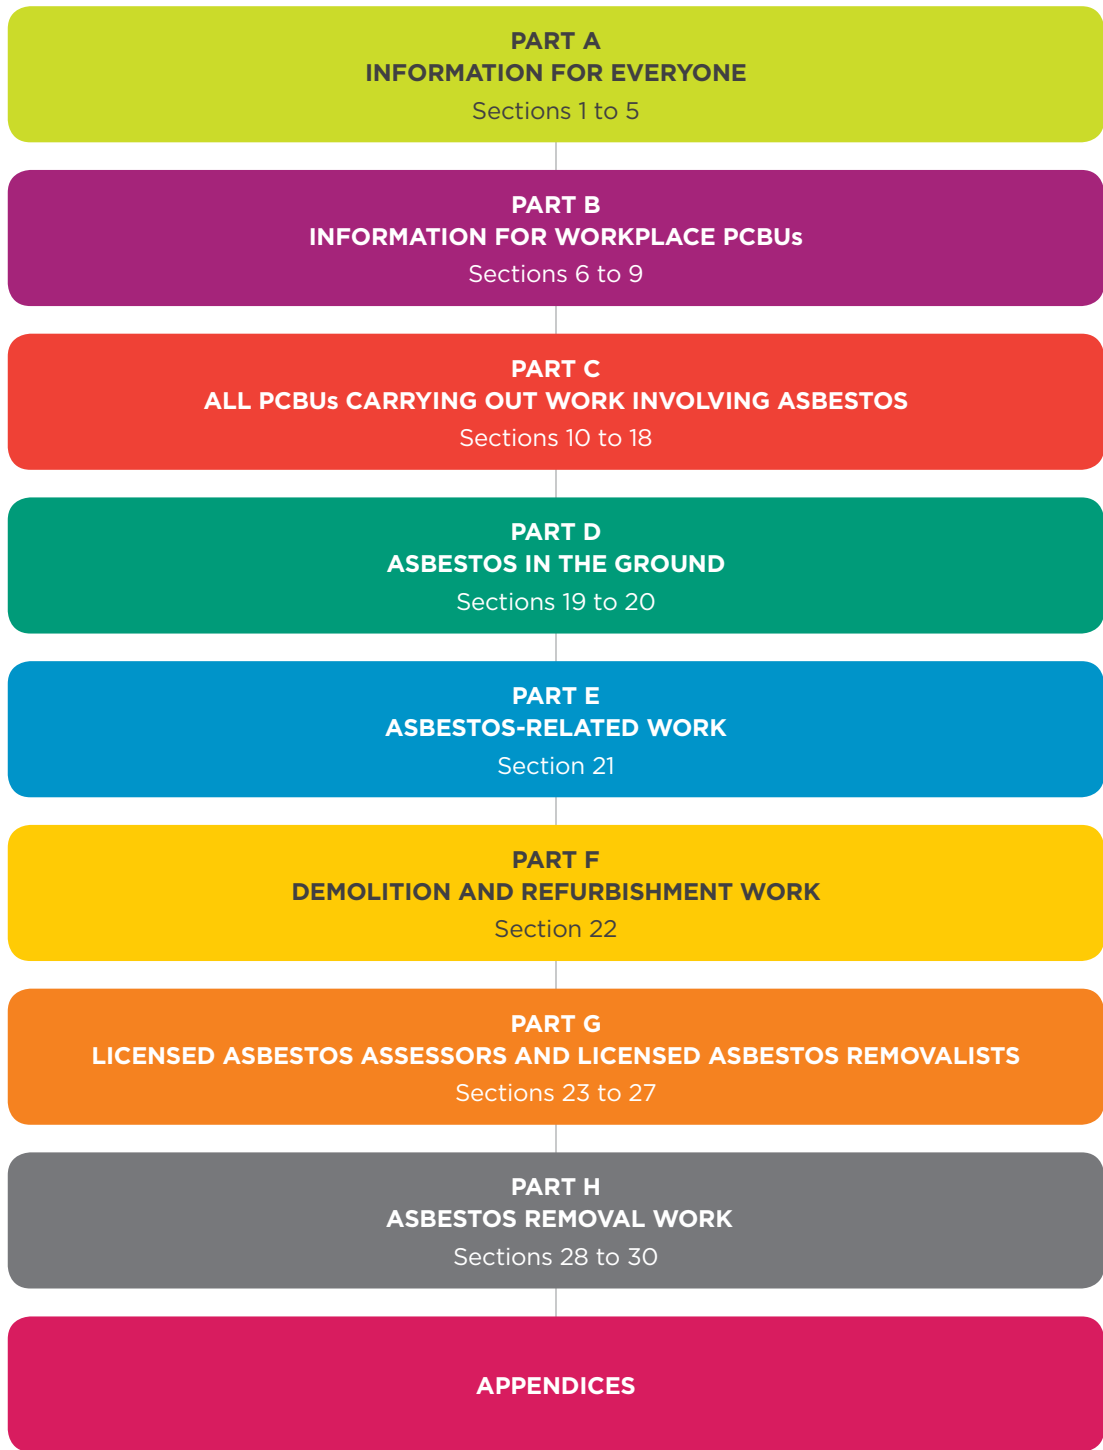 PART A
INFORMATION FOR EVERYONE
Sections 1 to 5
PART B
INFORMATION FOR WORKPLACE PCBUs
Sections 6 to 9
PART C
ALL PCBUs CARRYING OUT WORK INVOLVING ASBESTOS
Sections 10 to 18
PART D
ASBESTOS IN THE GROUND
Sections 19 to 20
PART E
ASBESTOS-RELATED WORK
Section 21
PART F
DEMOLITION AND REFURBISHMENT WORK
Section 22
PART G
LICENSED ASBESTOS ASSESSORS AND LICENSED ASBESTOS REMOVALISTS
Sections 23 to 27
PART H
ASBESTOS REMOVAL WORK
Sections 28 to 30
APPENDICES